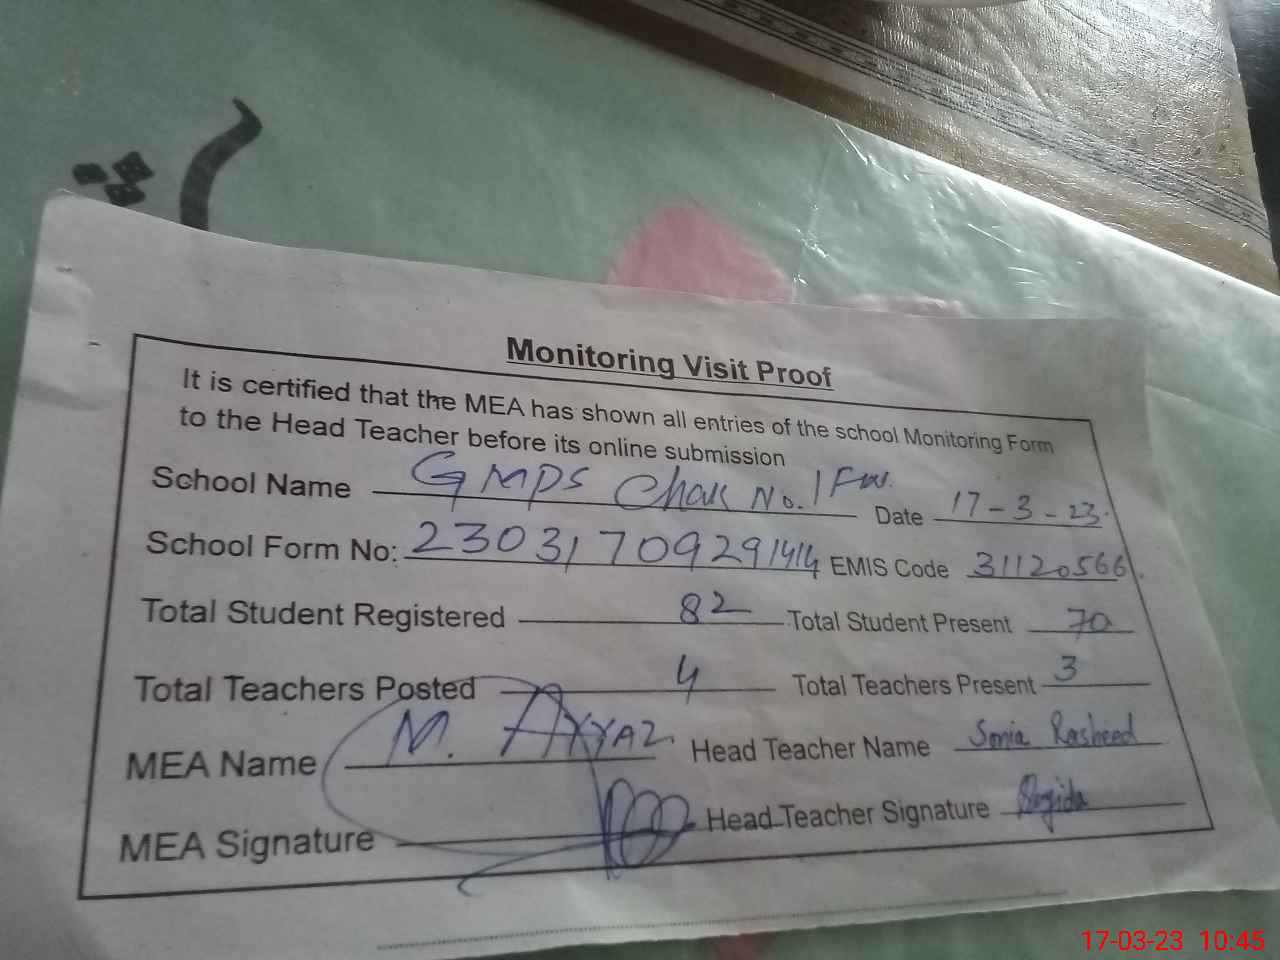 Monitoring Visit Proof
It is certified that the MEA has shown all entries of the school Monitoring Form
to the Head Teacher before its online submission
School Name GMPS Chak No. 1 Fw. Date 17-3-23.
School Form No: 230317092914 14 EMIS Code 31120566.
Total Student Registered 82 Total Student Present 70
Total Teachers Posted 4 Total Teachers Present 3
MEA Name M. AYYAZ Head Teacher Name Sonia Rasheed
MEA Signature Head Teacher Signature
17-03-23 10:45